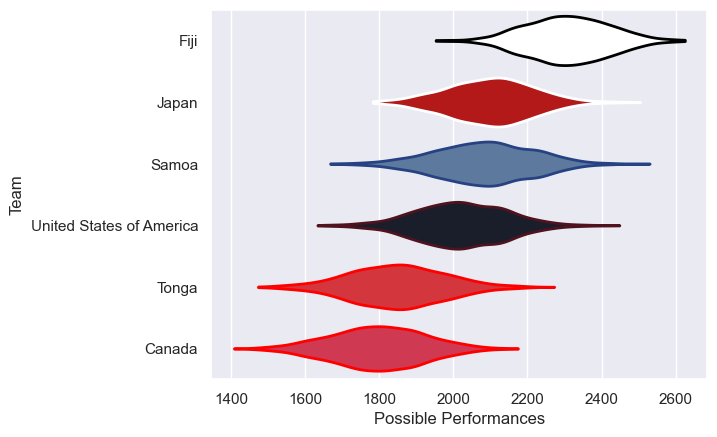 Fiji
Japan
Samoa
United States of America
Tonga
Canada
Team
1400 1600 1800 2000 2200 2400 2600
Possible Performances